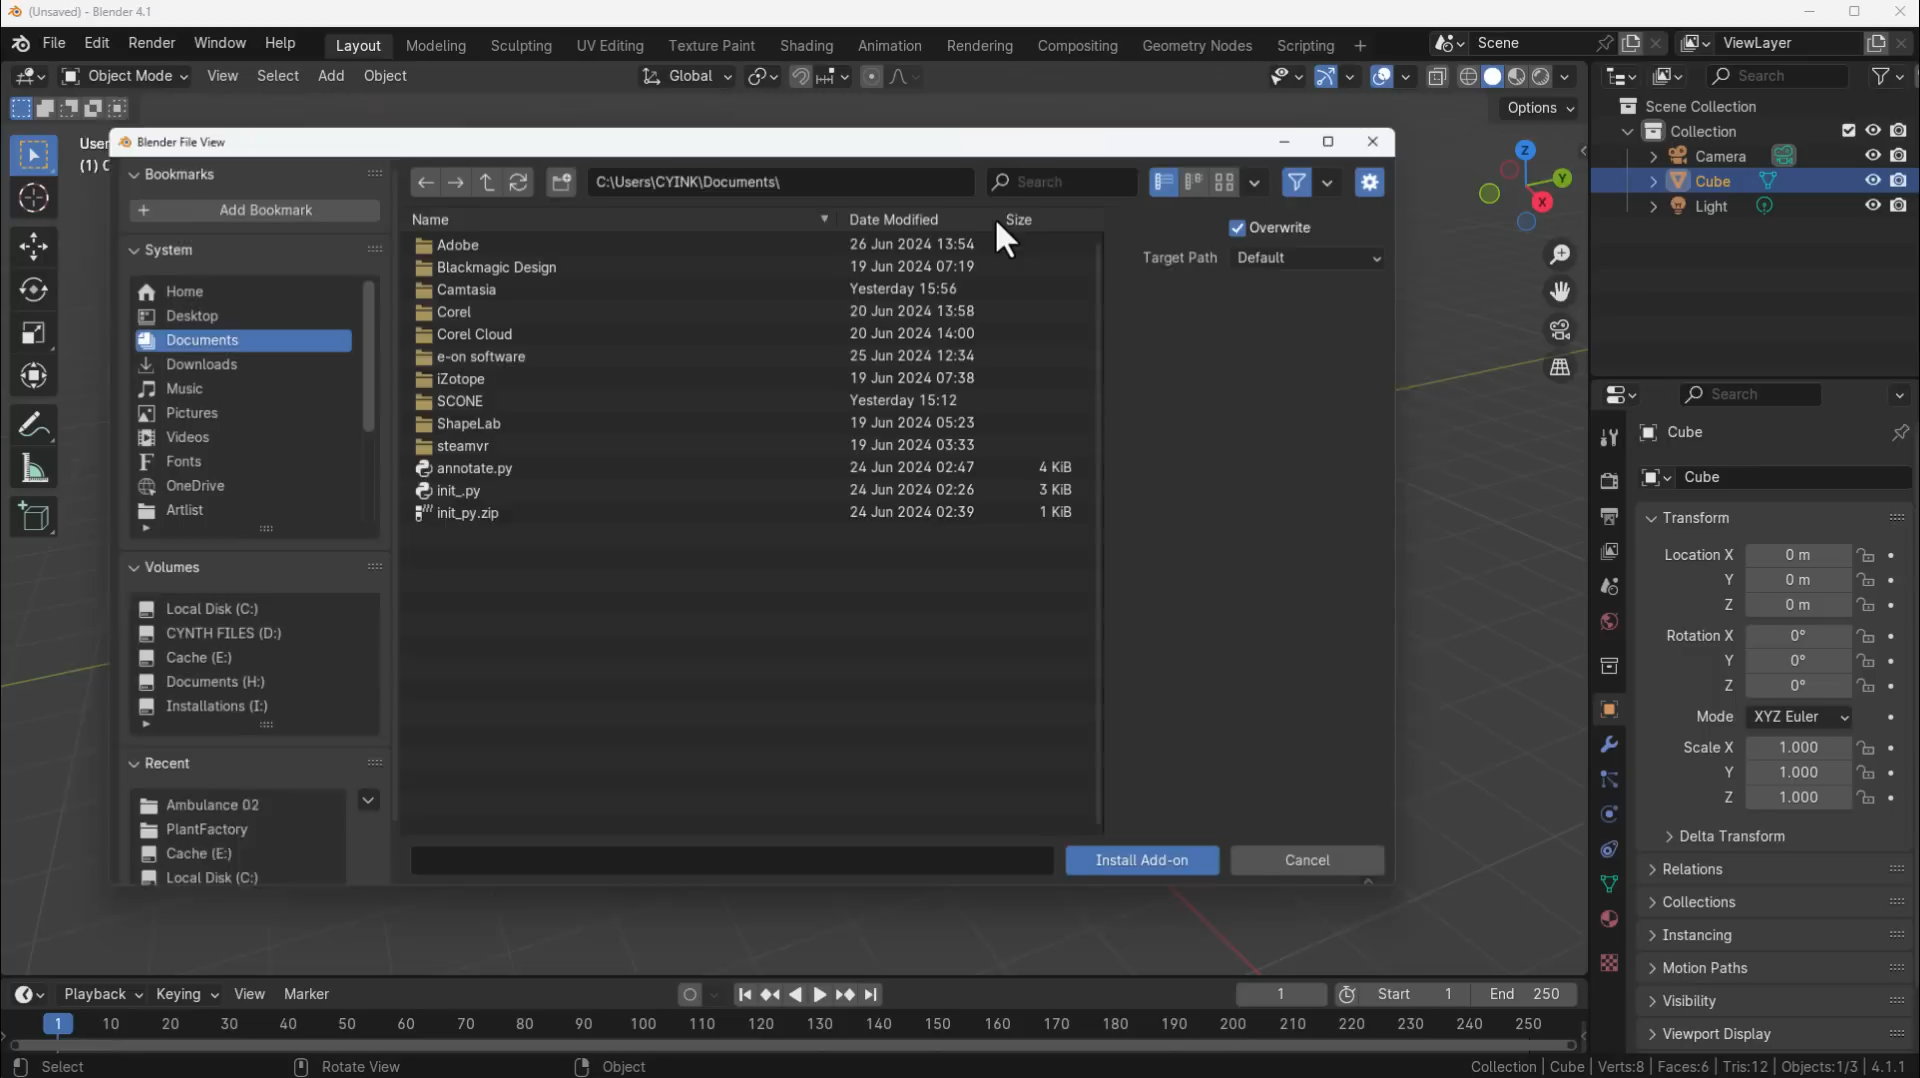 (Unsaved) - Blender 4.1
File Edit Render Window Help Layout Modeling Sculpting UV Editing Texture Paint Shading Animation Rendering Compositing Geometry Nodes Scripting + Scene ViewLayer
Object Mode View Select Add Object Global Search
Options
User
(1) C
Scene Collection
Collection
Camera
Cube
Light
Z
Y
X
Blender File View
Bookmarks
Add Bookmark
System
Home
Desktop
Documents
Downloads
Music
Pictures
Videos
Fonts
OneDrive
Artlist
Volumes
Local Disk (C:)
CYNTH FILES (D:)
Cache (E:)
Documents (H:)
Installations (I:)
Recent
Ambulance 02
PlantFactory
Cache (E:)
Local Disk (C:)
C:\Users\CYINK\Documents\ Search
Name Date Modified Size
Adobe 26 Jun 2024 13:54
Blackmagic Design 19 Jun 2024 07:19
Camtasia Yesterday 15:56
Corel 20 Jun 2024 13:58
Corel Cloud 20 Jun 2024 14:00
e-on software 25 Jun 2024 12:34
iZotope 19 Jun 2024 07:38
SCONE Yesterday 15:12
ShapeLab 19 Jun 2024 05:23
steamvr 19 Jun 2024 03:33
annotate.py 24 Jun 2024 02:47 4 KiB
init_.py 24 Jun 2024 02:26 3 KiB
init_py.zip 24 Jun 2024 02:39 1 KiB
Overwrite
Target Path Default
Install Add-on Cancel
Search
Cube
Cube
Transform
Location X 0 m
Y 0 m
Z 0 m
Rotation X 0°
Y 0°
Z 0°
Mode XYZ Euler
Scale X 1.000
Y 1.000
Z 1.000
Delta Transform
Relations
Collections
Instancing
Motion Paths
Visibility
Viewport Display
Playback Keying View Marker 1 Start 1 End 250
1 10 20 30 40 50 60 70 80 90 100 110 120 130 140 150 160 170 180 190 200 210 220 230 240 250
Select Rotate View Object Collection | Cube | Verts:8 | Faces:6 | Tris:12 | Objects:1/3 | 4.1.1